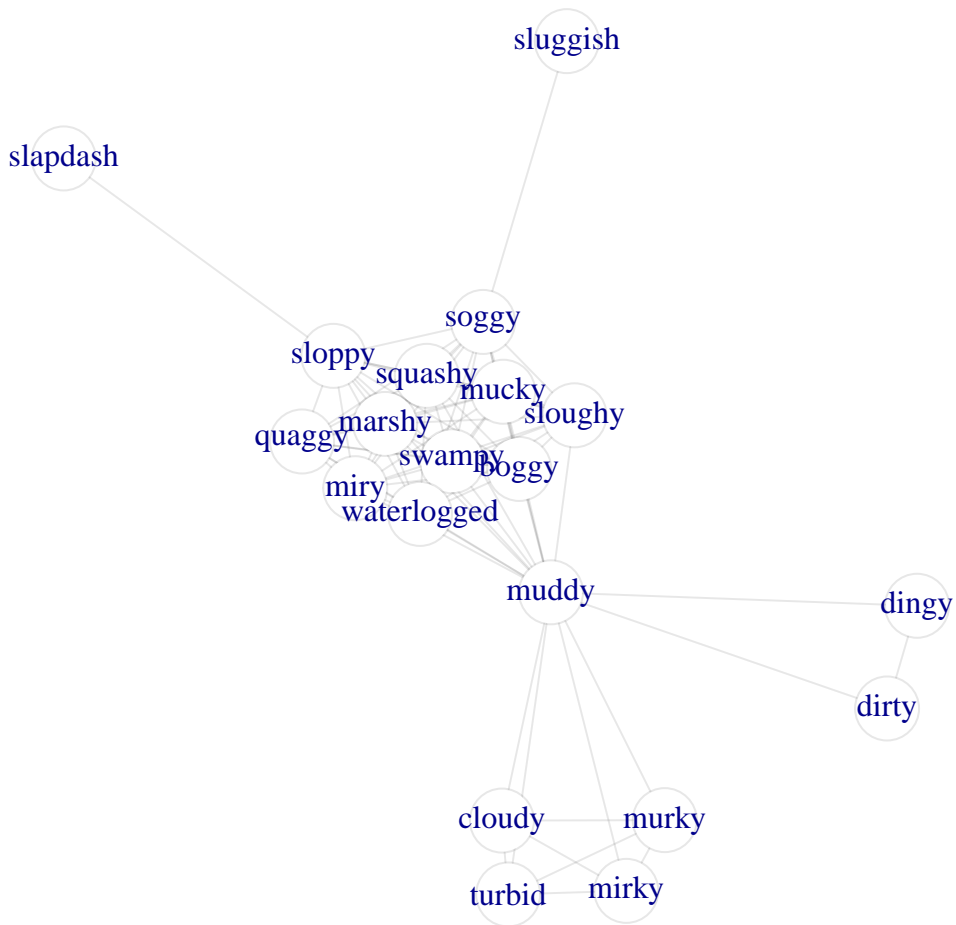 sluggish
slapdash
soggy
sloppy
squashy
mucky
sloughy
marshy
quaggy
swampy
boggy
miry
waterlogged
muddy
dingy
dirty
cloudy
murky
mirky
turbid